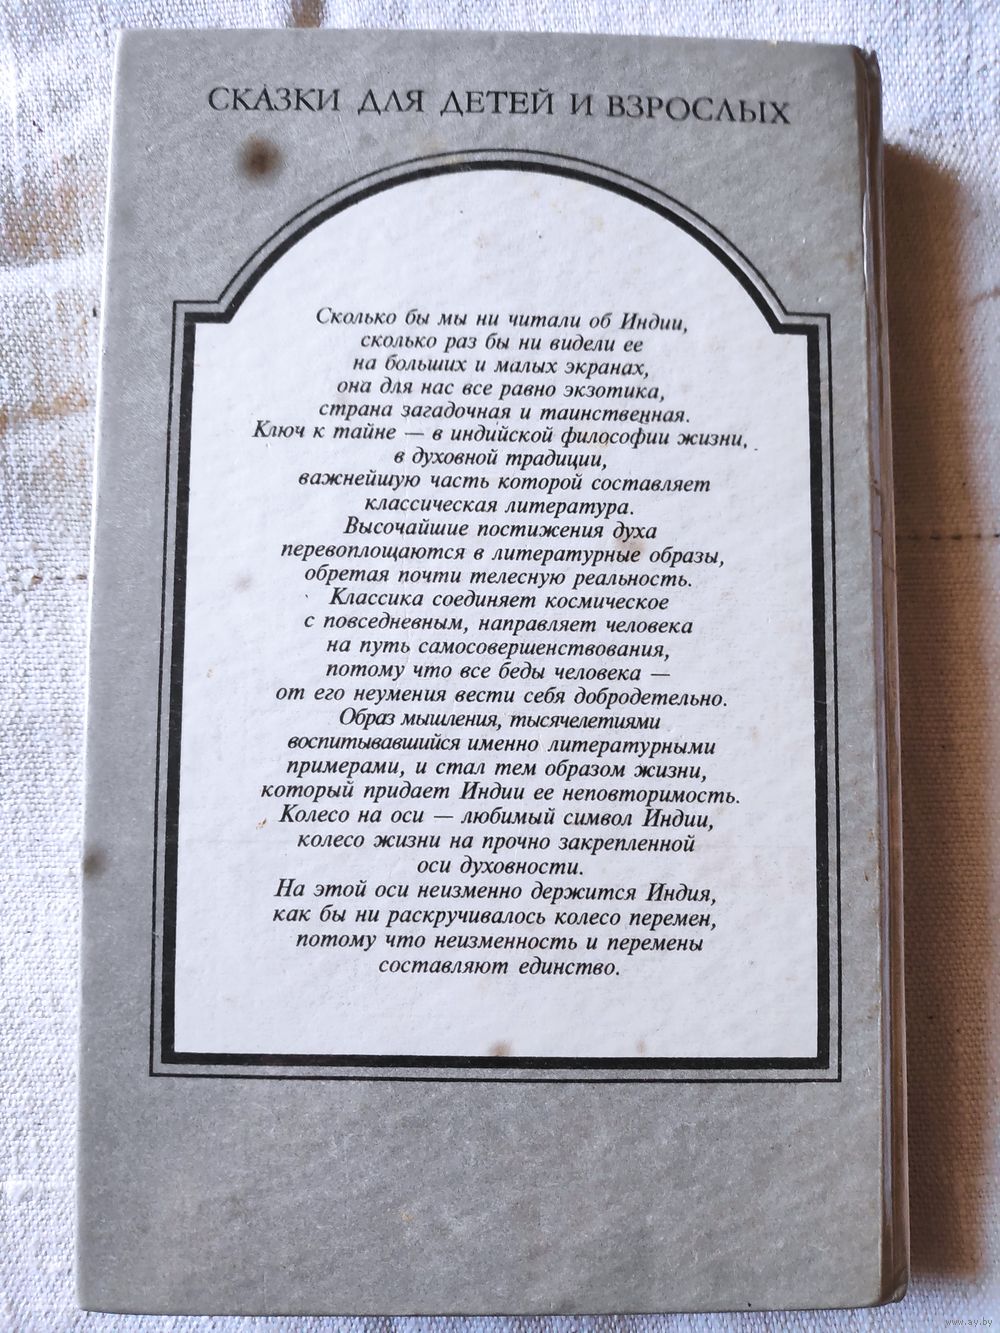 СКАЗКИ ДЛЯ ДЕТЕЙ И ВЗРОСЛЫХ
Сколько бы мы ни читали об Индии,
сколько раз бы ни видели ее
на больших и малых экранах,
она для нас все равно экзотика,
страна загадочная и таинственная.
Ключ к тайне — в индийской философии жизни,
в духовной традиции,
важнейшую часть которой составляет
классическая литература.
Высочайшие постижения духа
перевоплощаются в литературные образы,
обретая почти телесную реальность.
Классика соединяет космическое
с повседневным, направляет человека
на путь самосовершенствования,
потому что все беды человека —
от его неумения вести себя добродетельно.
Образ мышления, тысячелетиями
воспитывавшийся именно литературными
примерами, и стал тем образом жизни,
который придает Индии ее неповторимость.
Колесо на оси — любимый символ Индии,
колесо жизни на прочно закрепленной
оси духовности.
На этой оси неизменно держится Индия,
как бы ни раскручивалось колесо перемен,
потому что неизменность и перемены
составляют единство.
www.ay.by